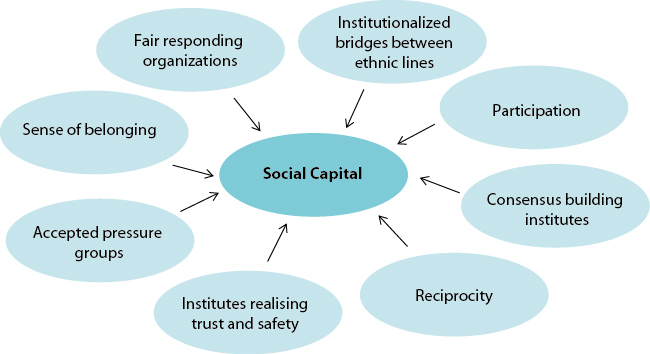 Fair responding
organizations
Institutionalized
bridges between
ethnic lines
Participation
Sense of belonging
Social Capital
Consensus building
institutes
Accepted pressure
groups
Institutes realising
trust and safety
Reciprocity